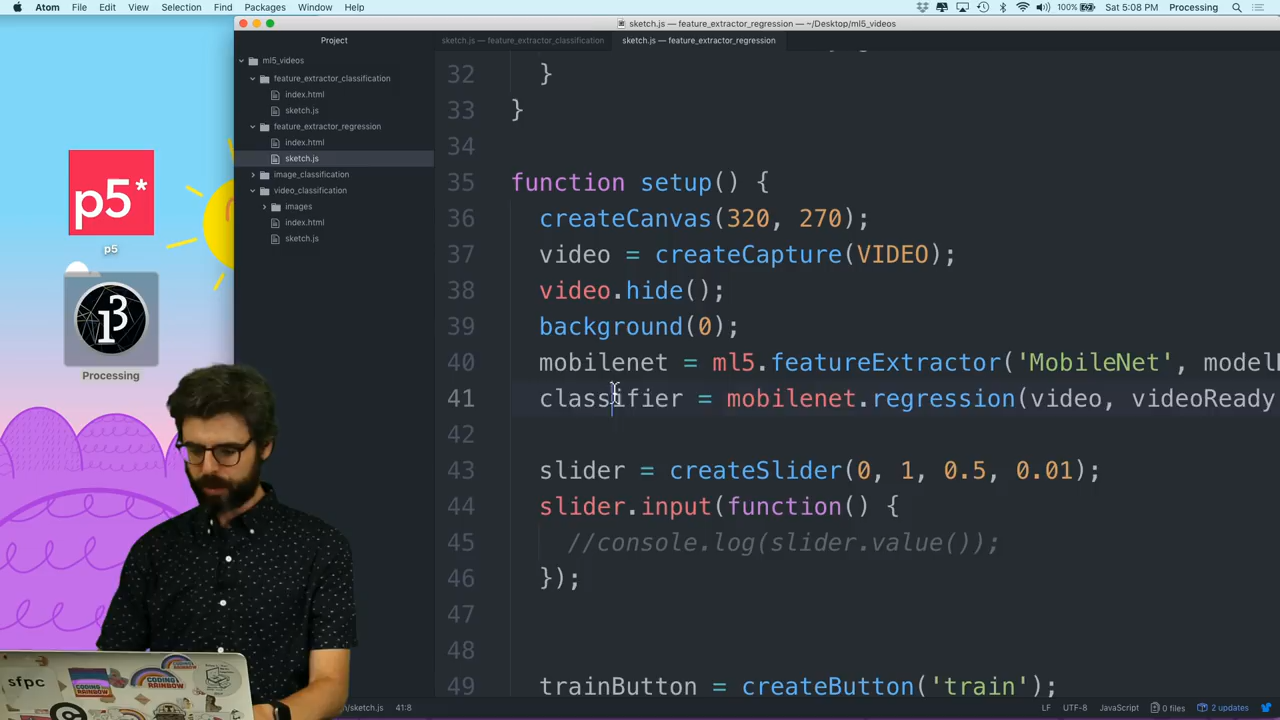 Atom File Edit View Selection Find Packages Window Help 100% Sat 5:08 PM Processing
sketch.js — feature_extractor_regression — ~/Desktop/ml5_videos
Project
sketch.js — feature_extractor_classification sketch.js — feature_extractor_regression
ml5_videos
feature_extractor_classification
index.html
sketch.js
feature_extractor_regression
index.html
sketch.js
image_classification
video_classification
images
index.html
sketch.js
p5*
p5
Processing
32 }
33 }
34
35 function setup() {
36 createCanvas(320, 270);
37 video = createCapture(VIDEO);
38 video.hide();
39 background(0);
40 mobilenet = ml5.featureExtractor('MobileNet', model
41 classifier = mobilenet.regression(video, videoReady
42
43 slider = createSlider(0, 1, 0.5, 0.01);
44 slider.input(function() {
45 //console.log(slider.value());
46 });
47
48
49 trainButton = createButton('train');
/sketch.js 41:8 LF UTF-8 JavaScript 0 files 2 updates
sfpc
CODING
RAINBOW
CODING
RAINBOW